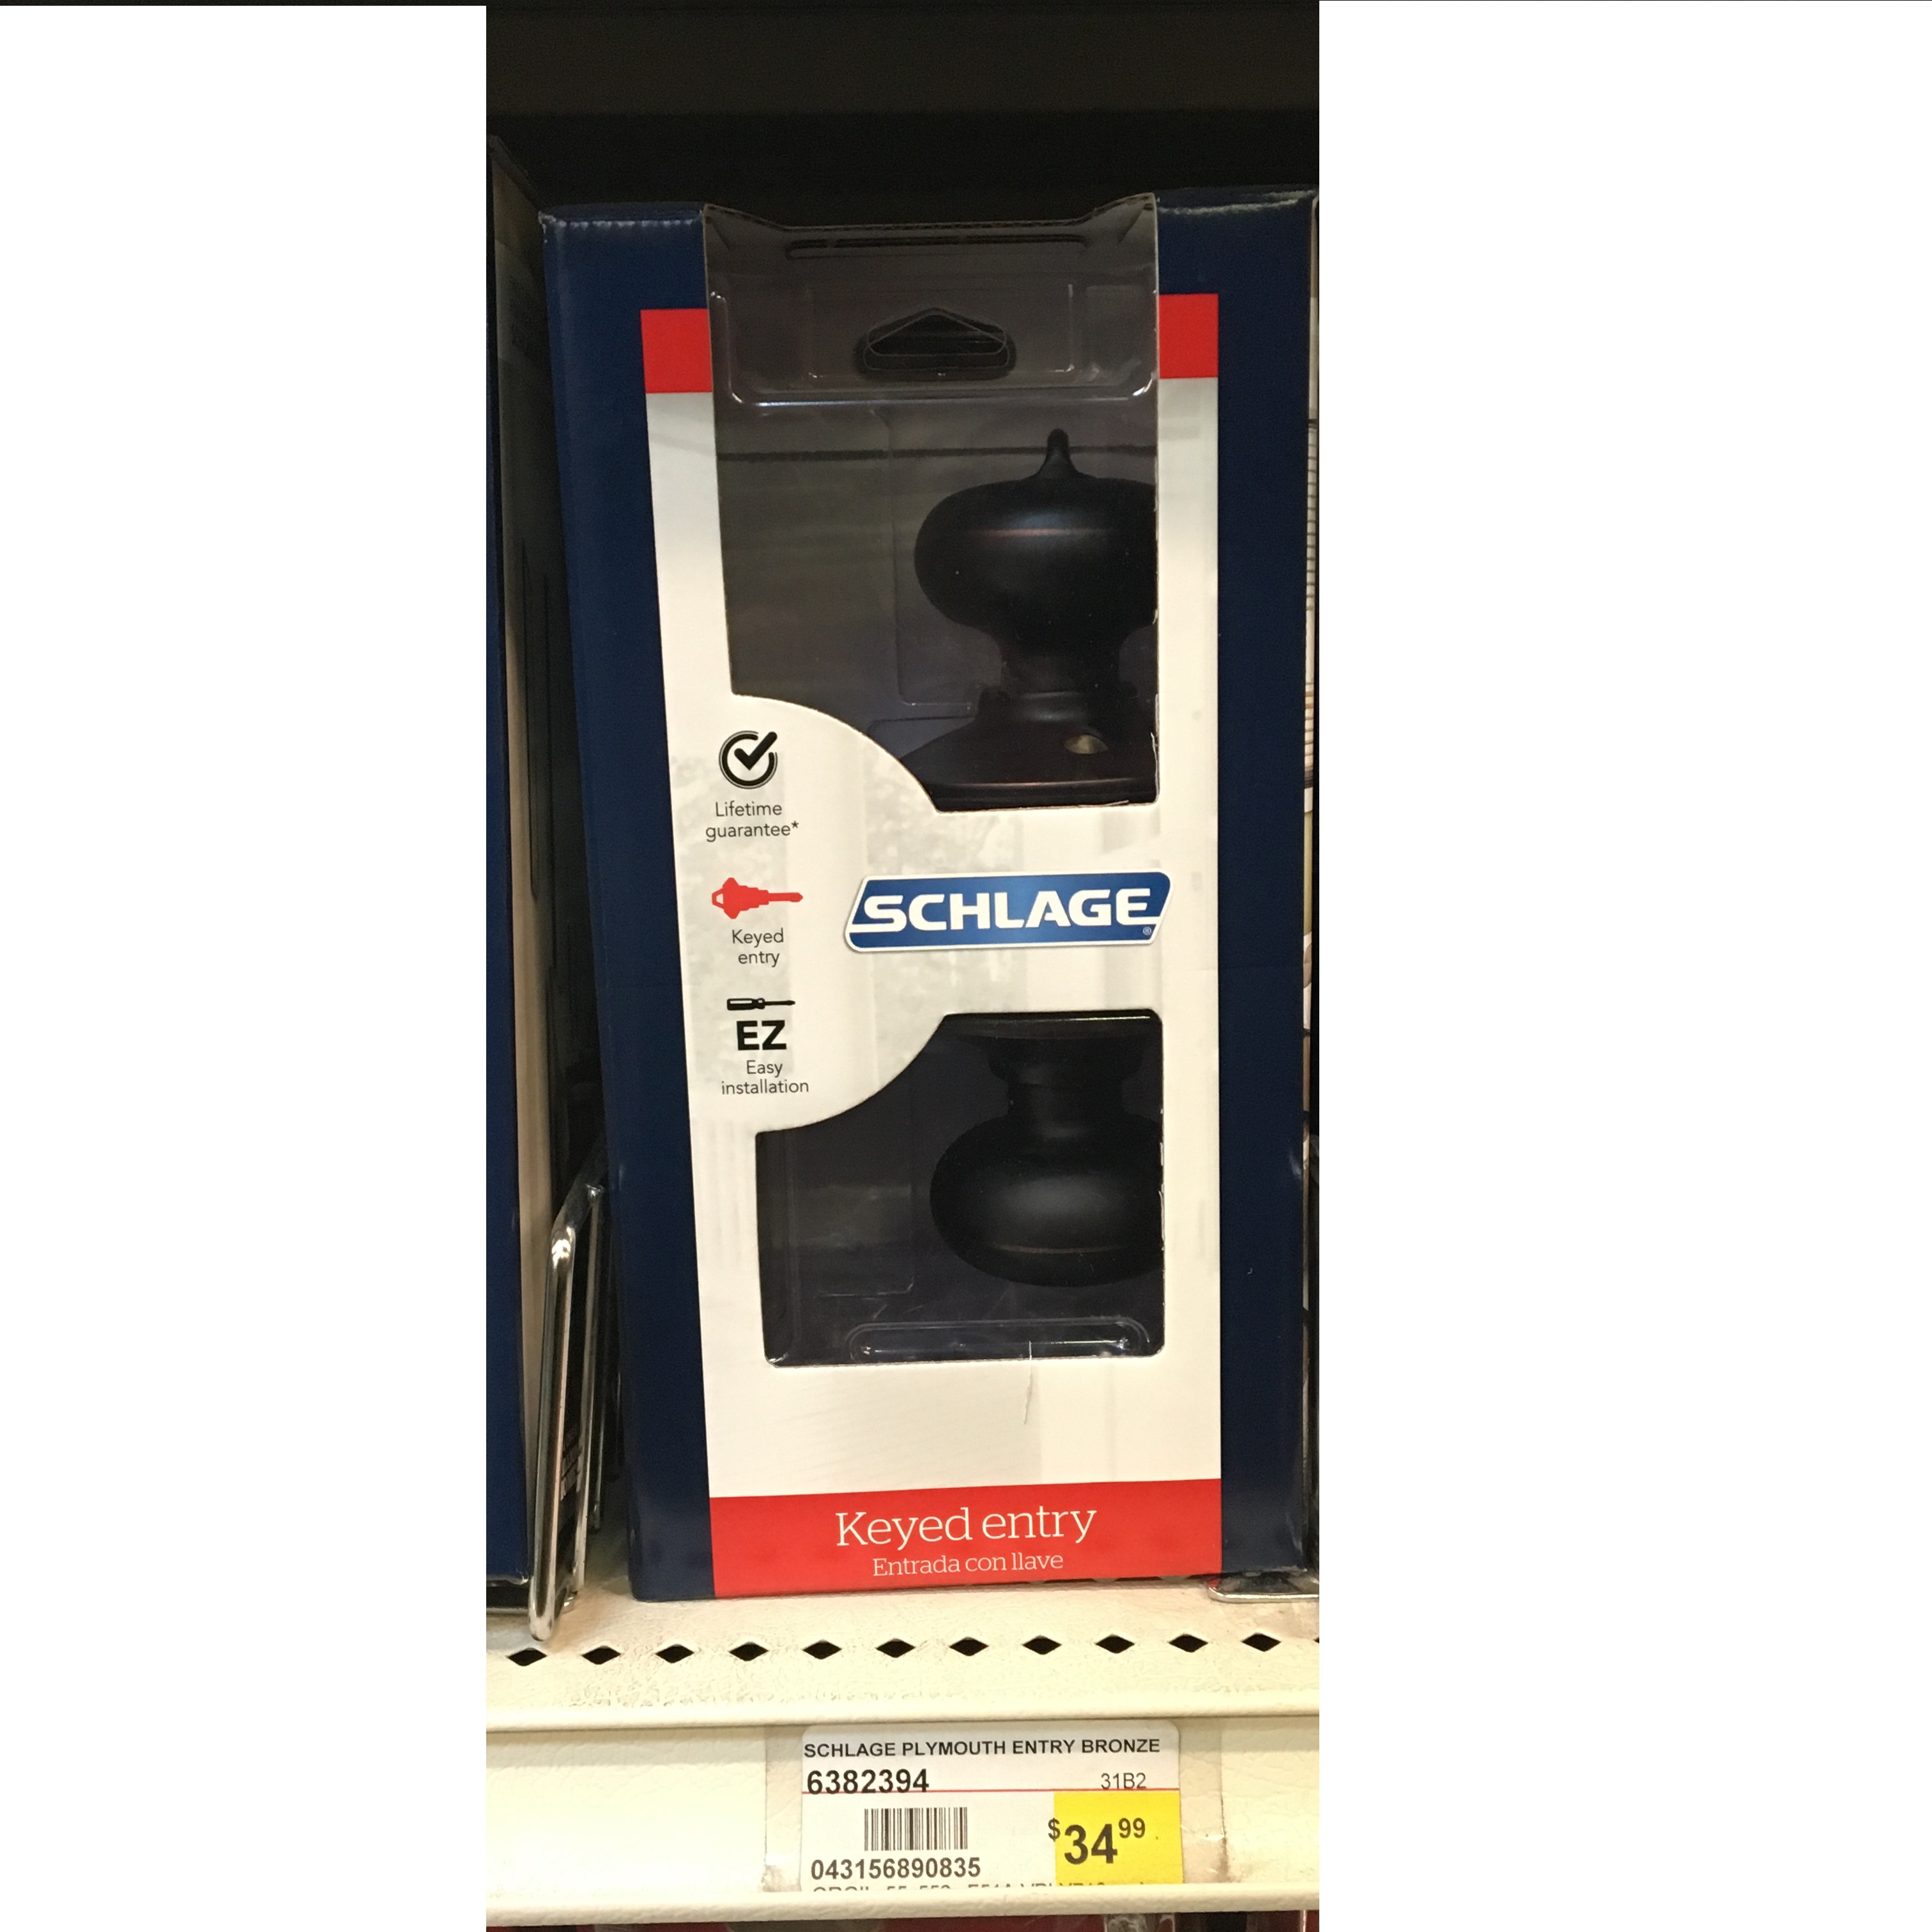 Lifetime
guarantee*
Keyed
entry
EZ
Easy
installation
SCHLAGE
®
Keyed entry
Entrada con llave
SCHLAGE PLYMOUTH ENTRY BRONZE
6382394 31B2
$34 99
043156890835